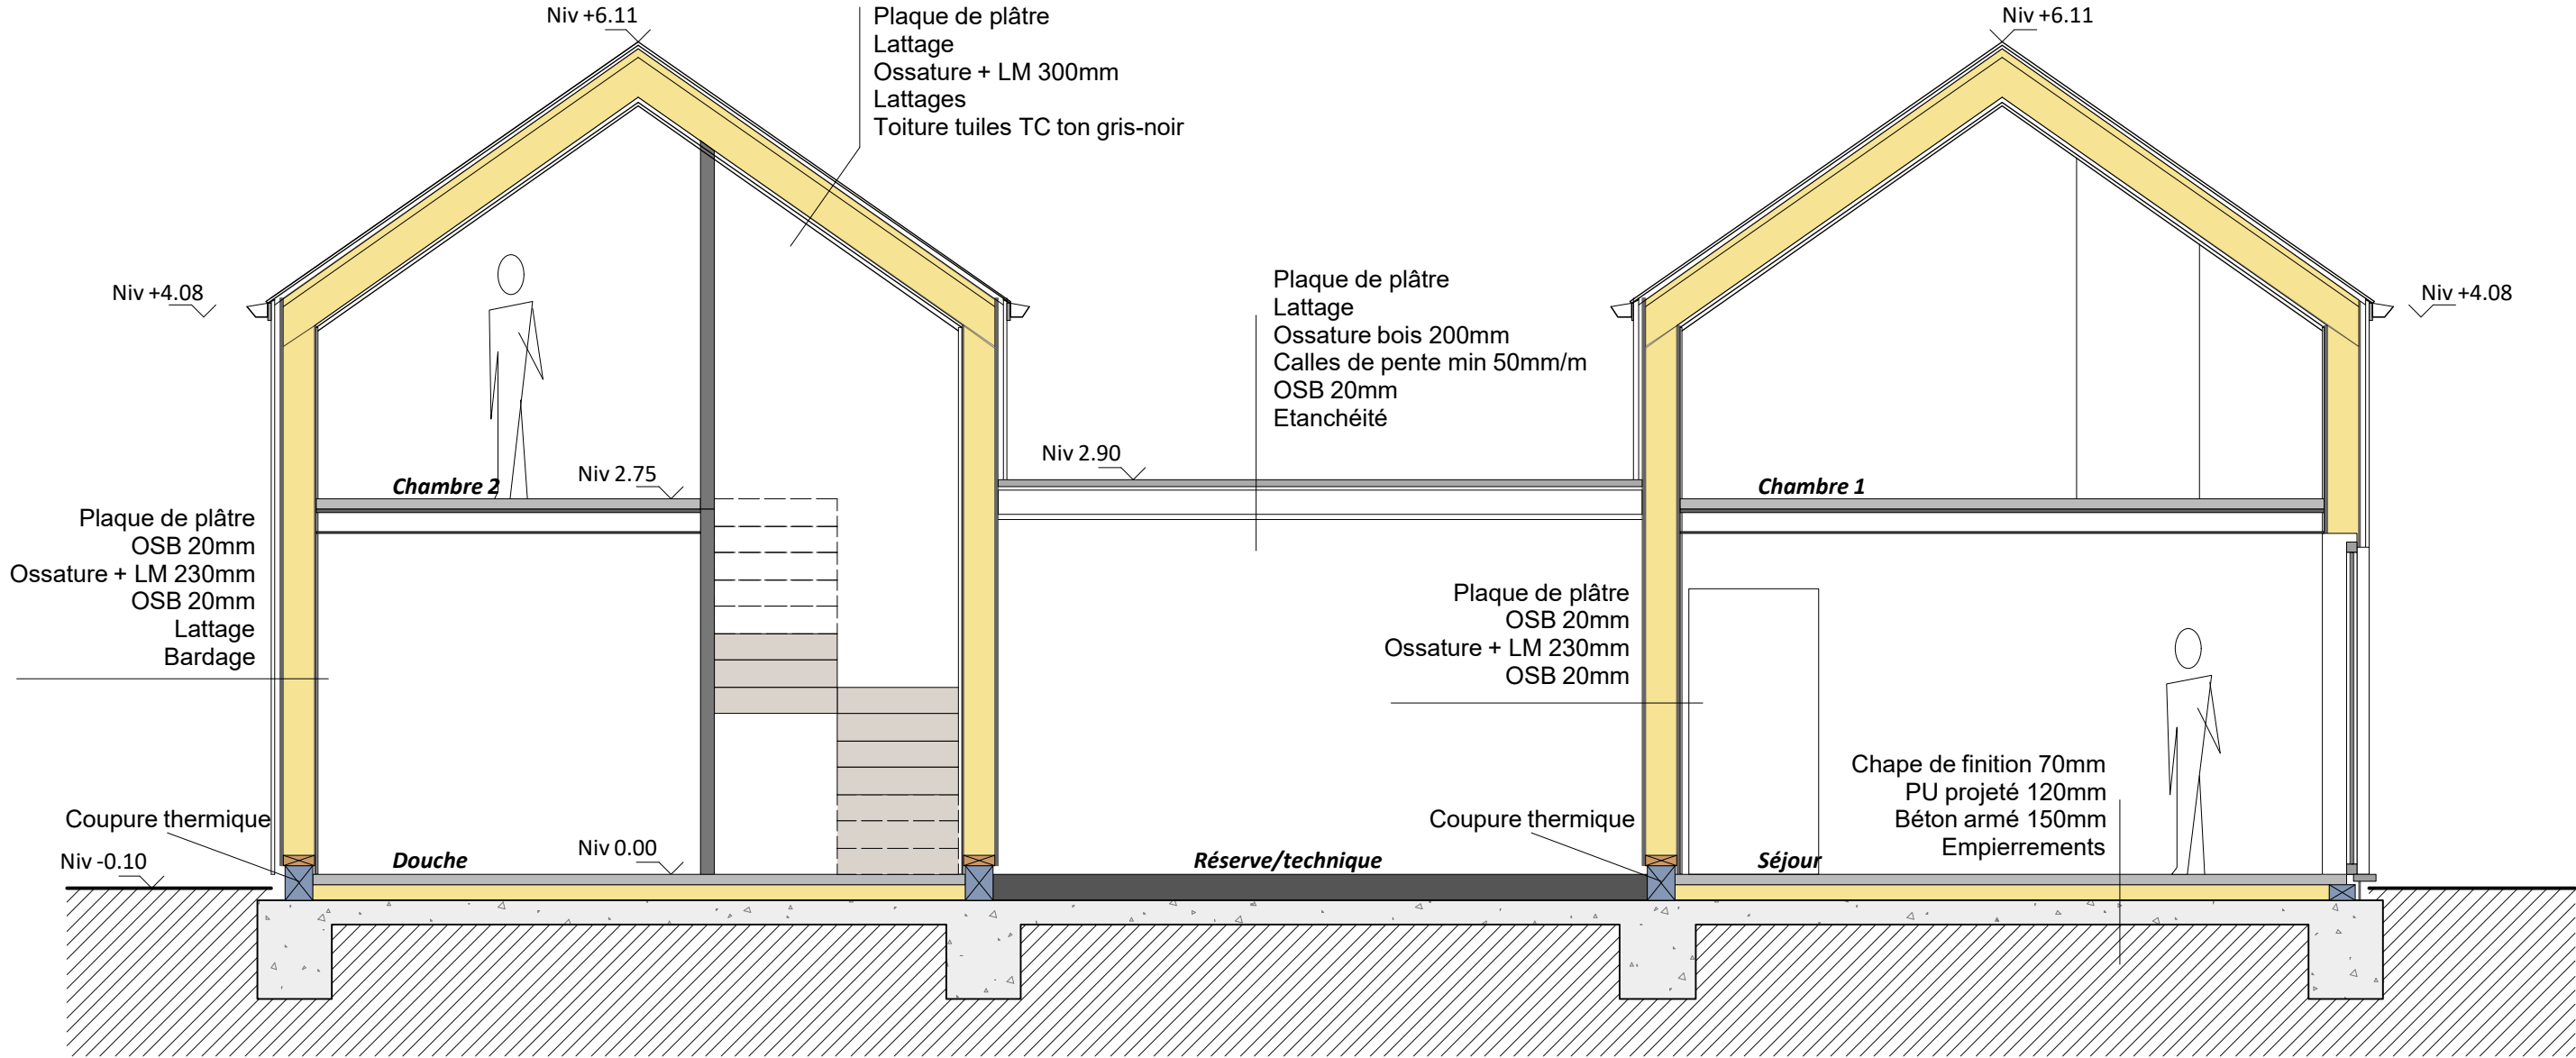 Niv +6.11
Plaque de plâtre
Lattage
Ossature + LM 300mm
Lattages
Toiture tuiles TC ton gris-noir
Niv +6.11
Niv +4.08
Plaque de plâtre
Lattage
Ossature bois 200mm
Calles de pente min 50mm/m
OSB 20mm
Etanchéité
Niv +4.08
Niv 2.90
Chambre 2
Niv 2.75
Chambre 1
Plaque de plâtre
OSB 20mm
Ossature + LM 230mm
OSB 20mm
Lattage
Bardage
Plaque de plâtre
OSB 20mm
Ossature + LM 230mm
OSB 20mm
Chape de finition 70mm
PU projeté 120mm
Béton armé 150mm
Empierrements
Coupure thermique
Coupure thermique
Niv -0.10
Douche
Niv 0.00
Réserve/technique
Séjour